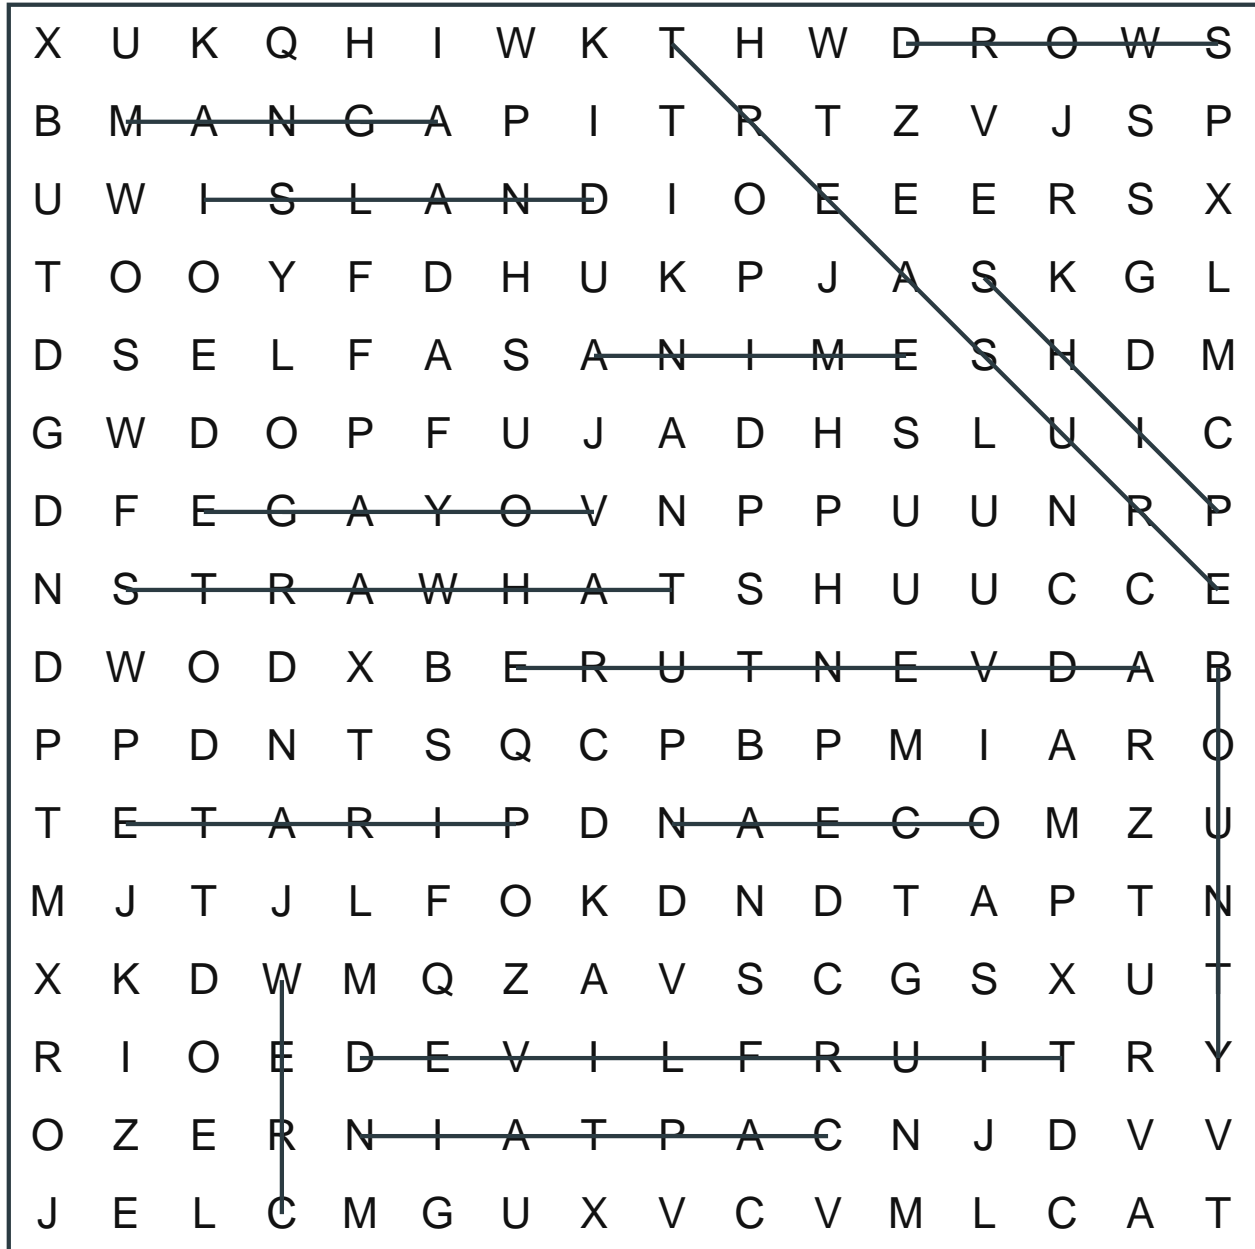 X U K Q H I W K T H W D R O W S
B M A N G A P I T R T Z V J S P
U W I S L A N D I O E E E R S X
T O O Y F D H U K P J A S K G L
D S E L F A S A N I M E S H D M
G W D O P F U J A D H S L U I C
D F E G A Y O V N P P U U N R P
N S T R A W H A T S H U U C C E
D W O D X B E R U T N E V D A B
P P D N T S Q C P B P M I A R O
T E T A R I P D N A E C O M Z U
M J T J L F O K D N D T A P T N
X K D W M Q Z A V S C G S X U T
R I O E D E V I L F R U I T R Y
O Z E R N I A T P A C N J D V V
J E L C M G U X V C V M L C A T